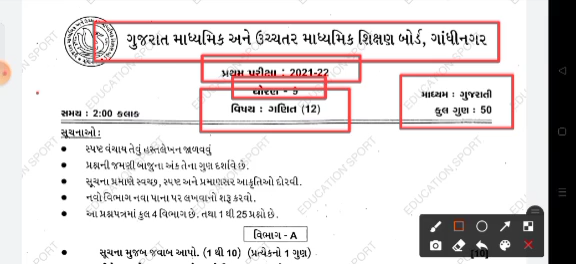 ગુજરાત માધ્યમિક અને ઉચ્ચતર માધ્યમિક શિક્ષણ બોર્ડ, ગાંધીનગર
પ્રથમ પરીક્ષા : 2021-22
ધોરણ - 9
માધ્યમ : ગુજરાતી
વિષય : ગણિત (12)
સમય : 2:00 કલાક
કુલ ગુણ : 50
સૂચનાઓ :
• સ્પષ્ટ વંચાય તેવું હસ્તલેખન જાળવવું
• પ્રશ્નની જમણી બાજુના અંક તેના ગુણ દર્શાવે છે.
• સૂચના પ્રમાણે સ્વચ્છ, સ્પષ્ટ અને પ્રમાણસર આકૃતિઓ દોરવી.
• નવો વિભાગ નવા પાના પર લખવાનો શરૂ કરવો.
• આ પ્રશ્નપત્રમાં કુલ 4 વિભાગ છે. તથા 1 થી 25 પ્રશ્નો છે.
વિભાગ - A
• સૂચના મુજબ જવાબ આપો. (1 થી 10) (પ્રત્યેકનો 1 ગુણ)
[10]
EDUCATION SPORT